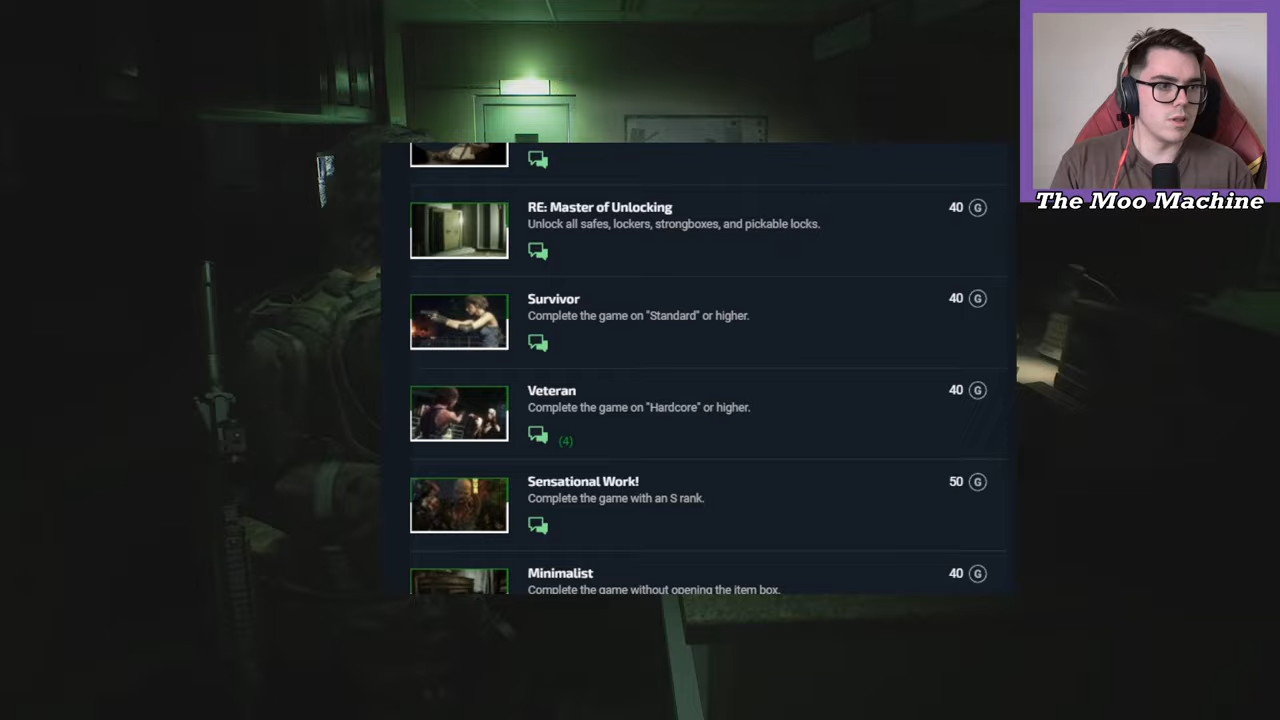 The Moo Machine
RE: Master of Unlocking
40 G
Unlock all safes, lockers, strongboxes, and pickable locks.
Survivor
40 G
Complete the game on "Standard" or higher.
Veteran
40 G
Complete the game on "Hardcore" or higher.
(4)
Sensational Work!
50 G
Complete the game with an S rank.
Minimalist
40 G
Complete the game without opening the item box.